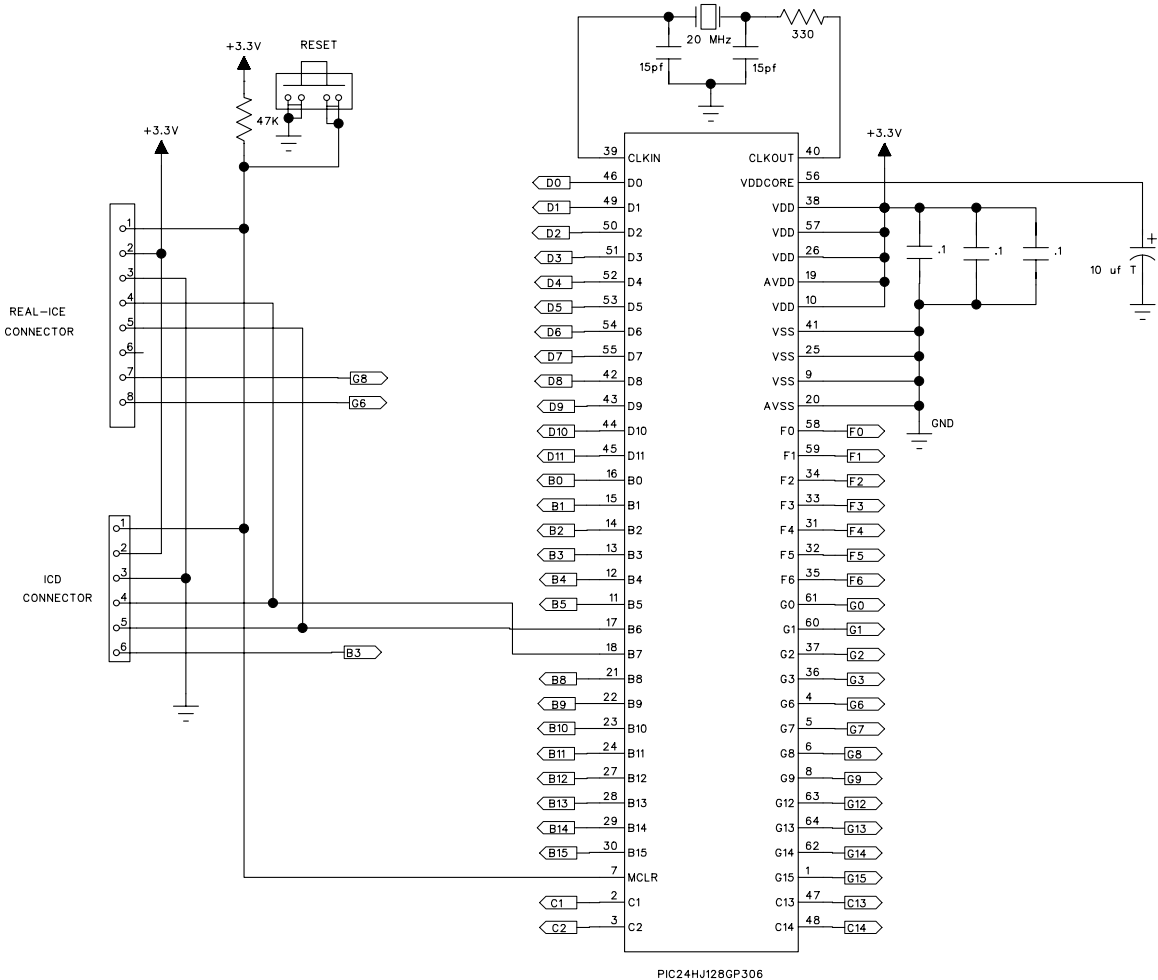 20 MHz
330
15pf 15pf
+3.3V
RESET
47K
+3.3V
REAL-ICE
CONNECTOR
1
2
3
4
5
6
7 G8
8 G6
ICD
CONNECTOR
1
2
3
4
5
6 B3
39 CLKIN
D0 46 D0
D1 49 D1
D2 50 D2
D3 51 D3
D4 52 D4
D5 53 D5
D6 54 D6
D7 55 D7
D8 42 D8
D9 43 D9
D10 44 D10
D11 45 D11
B0 16 B0
B1 15 B1
B2 14 B2
B3 13 B3
B4 12 B4
B5 11 B5
17 B6
18 B7
B8 21 B8
B9 22 B9
B10 23 B10
B11 24 B11
B12 27 B12
B13 28 B13
B14 29 B14
B15 30 B15
7 MCLR
C1 2 C1
C2 3 C2
CLKOUT 40
+3.3V
VDDCORE 56
VDD 38
VDD 57
VDD 26
AVDD 19
VDD 10
VSS 41
VSS 25
VSS 9
AVSS 20
.1 .1 .1
+
10 uf T
GND
F0 58 F0
F1 59 F1
F2 34 F2
F3 33 F3
F4 31 F4
F5 32 F5
F6 35 F6
G0 61 G0
G1 60 G1
G2 37 G2
G3 36 G3
G6 4 G6
G7 5 G7
G8 6 G8
G9 8 G9
G12 63 G12
G13 64 G13
G14 62 G14
G15 1 G15
C13 47 C13
C14 48 C14
PIC24HJ128GP306